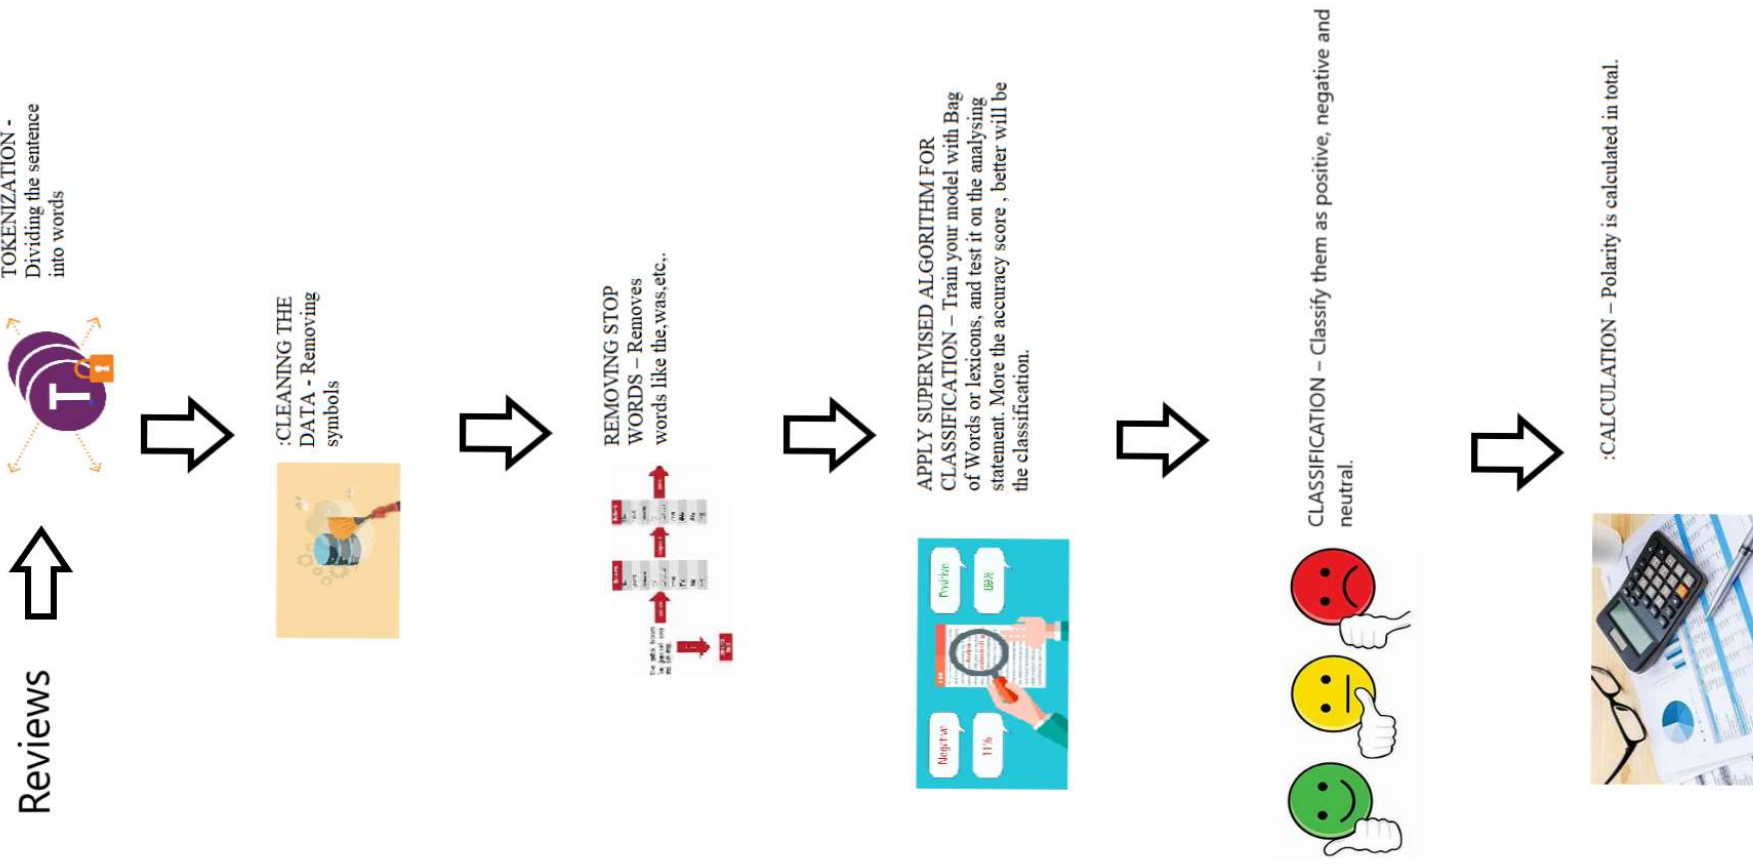 Reviews
T
TOKENIZATION -
Dividing the sentence
into words
:CLEANING THE
DATA - Removing
symbols
REMOVING STOP
WORDS – Removes
words like the,was,etc,.
APPLY SUPERVISED ALGORITHM FOR
CLASSIFICATION – Train your model with Bag
of Words or lexicons, and test it on the analysing
statement. More the accuracy score , better will be
the classification.
Negative
11%
Positive
CLASSIFICATION – Classify them as positive, negative and
neutral.
:CALCULATION – Polarity is calculated in total.